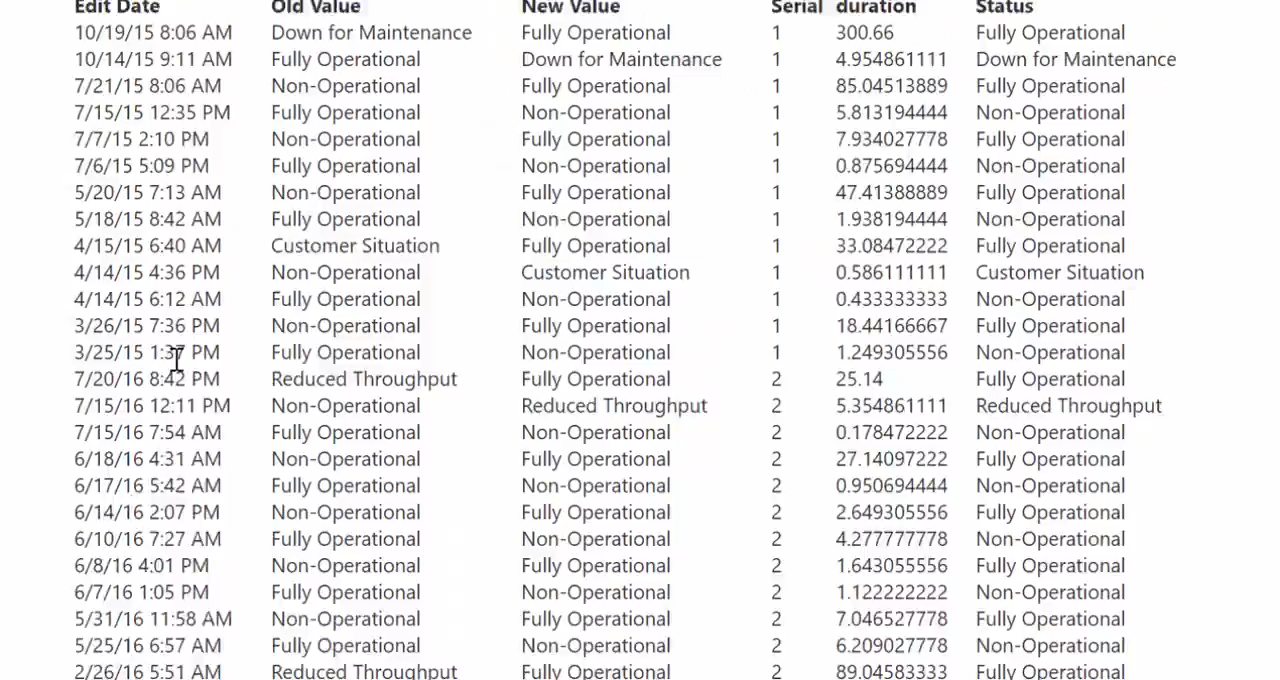 Edit Date Old Value New Value Serial duration Status
10/19/15 8:06 AM Down for Maintenance Fully Operational 1 300.66 Fully Operational
10/14/15 9:11 AM Fully Operational Down for Maintenance 1 4.954861111 Down for Maintenance
7/21/15 8:06 AM Non-Operational Fully Operational 1 85.04513889 Fully Operational
7/15/15 12:35 PM Fully Operational Non-Operational 1 5.813194444 Non-Operational
7/7/15 2:10 PM Non-Operational Fully Operational 1 7.934027778 Fully Operational
7/6/15 5:09 PM Fully Operational Non-Operational 1 0.875694444 Non-Operational
5/20/15 7:13 AM Non-Operational Fully Operational 1 47.41388889 Fully Operational
5/18/15 8:42 AM Fully Operational Non-Operational 1 1.938194444 Non-Operational
4/15/15 6:40 AM Customer Situation Fully Operational 1 33.08472222 Fully Operational
4/14/15 4:36 PM Non-Operational Customer Situation 1 0.586111111 Customer Situation
4/14/15 6:12 AM Fully Operational Non-Operational 1 0.433333333 Non-Operational
3/26/15 7:36 PM Non-Operational Fully Operational 1 18.44166667 Fully Operational
3/25/15 1:37 PM Fully Operational Non-Operational 1 1.249305556 Non-Operational
7/20/16 8:42 PM Reduced Throughput Fully Operational 2 25.14 Fully Operational
7/15/16 12:11 PM Non-Operational Reduced Throughput 2 5.354861111 Reduced Throughput
7/15/16 7:54 AM Fully Operational Non-Operational 2 0.178472222 Non-Operational
6/18/16 4:31 AM Non-Operational Fully Operational 2 27.14097222 Fully Operational
6/17/16 5:42 AM Fully Operational Non-Operational 2 0.950694444 Non-Operational
6/14/16 2:07 PM Non-Operational Fully Operational 2 2.649305556 Fully Operational
6/10/16 7:27 AM Fully Operational Non-Operational 2 4.277777778 Non-Operational
6/8/16 4:01 PM Non-Operational Fully Operational 2 1.643055556 Fully Operational
6/7/16 1:05 PM Fully Operational Non-Operational 2 1.122222222 Non-Operational
5/31/16 11:58 AM Non-Operational Fully Operational 2 7.046527778 Fully Operational
5/25/16 6:57 AM Fully Operational Non-Operational 2 6.209027778 Non-Operational
2/26/16 5:51 AM Reduced Throughput Fully Operational 2 89.04583333 Fully Operational